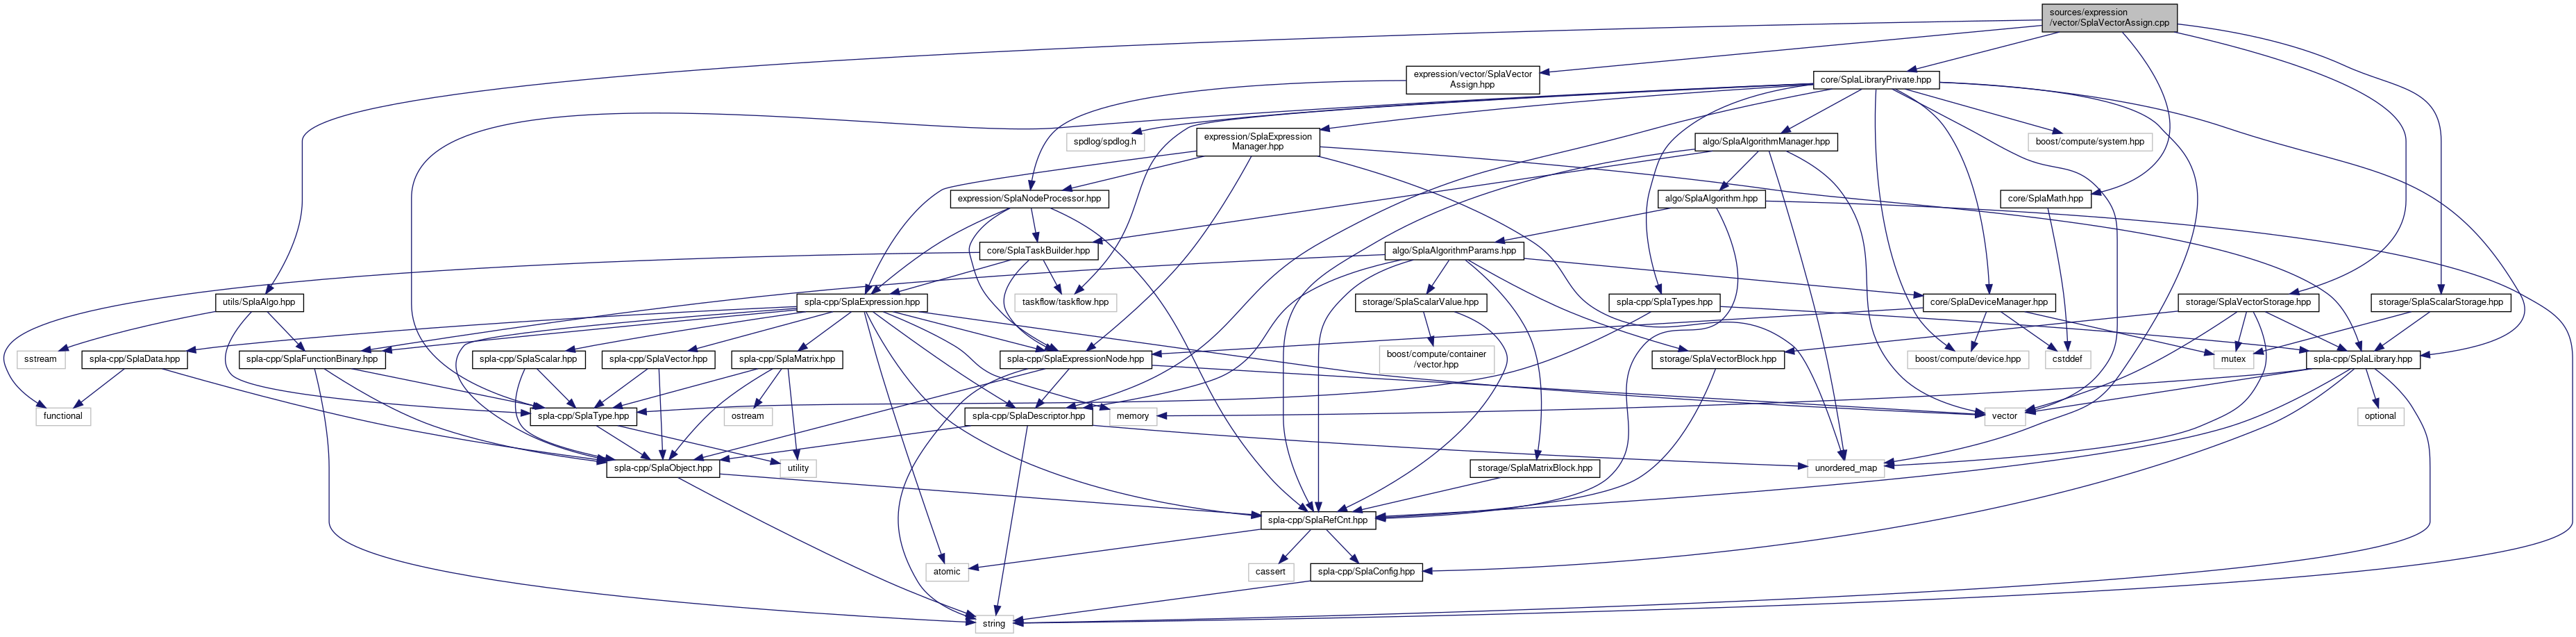 sources/expression
/vector/SplaVectorAssign.cpp
expression/vector/SplaVector
Assign.hpp
core/SplaLibraryPrivate.hpp
spdlog/spdlog.h
expression/SplaExpression
Manager.hpp
algo/SplaAlgorithmManager.hpp
boost/compute/system.hpp
expression/SplaNodeProcessor.hpp
algo/SplaAlgorithm.hpp
core/SplaMath.hpp
core/SplaTaskBuilder.hpp
algo/SplaAlgorithmParams.hpp
utils/SplaAlgo.hpp
spla-cpp/SplaExpression.hpp
taskflow/taskflow.hpp
storage/SplaScalarValue.hpp
spla-cpp/SplaTypes.hpp
core/SplaDeviceManager.hpp
storage/SplaVectorStorage.hpp
storage/SplaScalarStorage.hpp
sstream
spla-cpp/SplaData.hpp
spla-cpp/SplaFunctionBinary.hpp
spla-cpp/SplaScalar.hpp
spla-cpp/SplaVector.hpp
spla-cpp/SplaMatrix.hpp
spla-cpp/SplaExpressionNode.hpp
boost/compute/container
/vector.hpp
storage/SplaVectorBlock.hpp
boost/compute/device.hpp
cstddef
mutex
spla-cpp/SplaLibrary.hpp
functional
spla-cpp/SplaType.hpp
ostream
spla-cpp/SplaDescriptor.hpp
memory
vector
optional
spla-cpp/SplaObject.hpp
utility
storage/SplaMatrixBlock.hpp
unordered_map
spla-cpp/SplaRefCnt.hpp
atomic
cassert
spla-cpp/SplaConfig.hpp
string